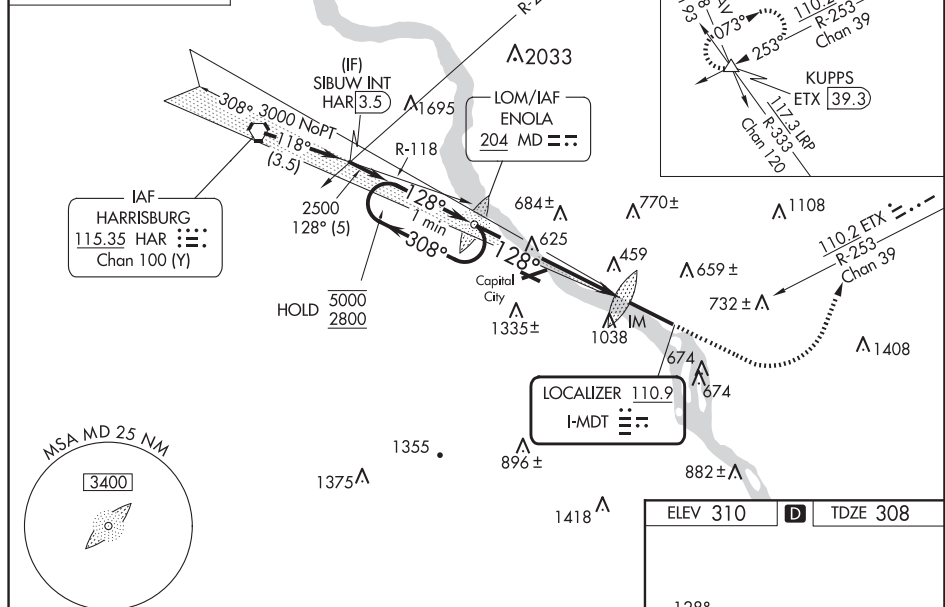 R-2
2033
(IF)
SIBUW INT
HAR 3.5
1695
LOM/IAF
ENOLA
204 MD
308° 3000 NoPT
118°
(3.5)
R-118
2500
128° (5)
128°
1 min
308°
128°
IAF
HARRISBURG
115.35 HAR
Chan 100 (Y)
HOLD 5000
2800
684±
625
770±
1108
459
659±
732±
Capital
City
1335±
1038
IM
674
674
1408
110.2 ETX
R-253
Chan 39
073°
253°
R-253
Chan 39
KUPPS
ETX 39.3
117.3 LRP
R-333
Chan 120
LOCALIZER 110.9
I-MDT
1355
1375
896±
882±
1418
MSA MD 25 NM
3400
ELEV 310
D
TDZE 308